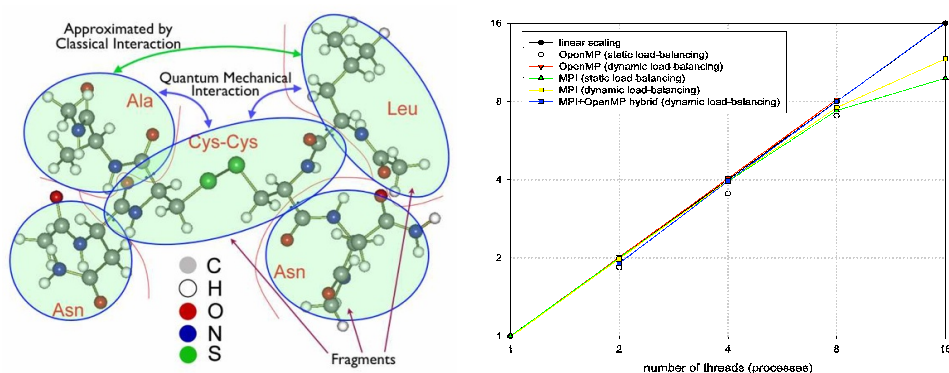 Approximated by
Classical Interaction
Quantum Mechanical
Interaction
Ala
Leu
Cys-Cys
Asn
Asn
C
H
O
N
S
Fragments
16
8
4
2
1
linear scaling
OpenMP (static load-balancing)
OpenMP (dynamic load-balancing)
MPI (static load-balancing)
MPI (dynamic load-balancing)
MPI+OpenMP hybrid (dynamic load-balancing)
1
2
4
8
16
number of threads (processes)